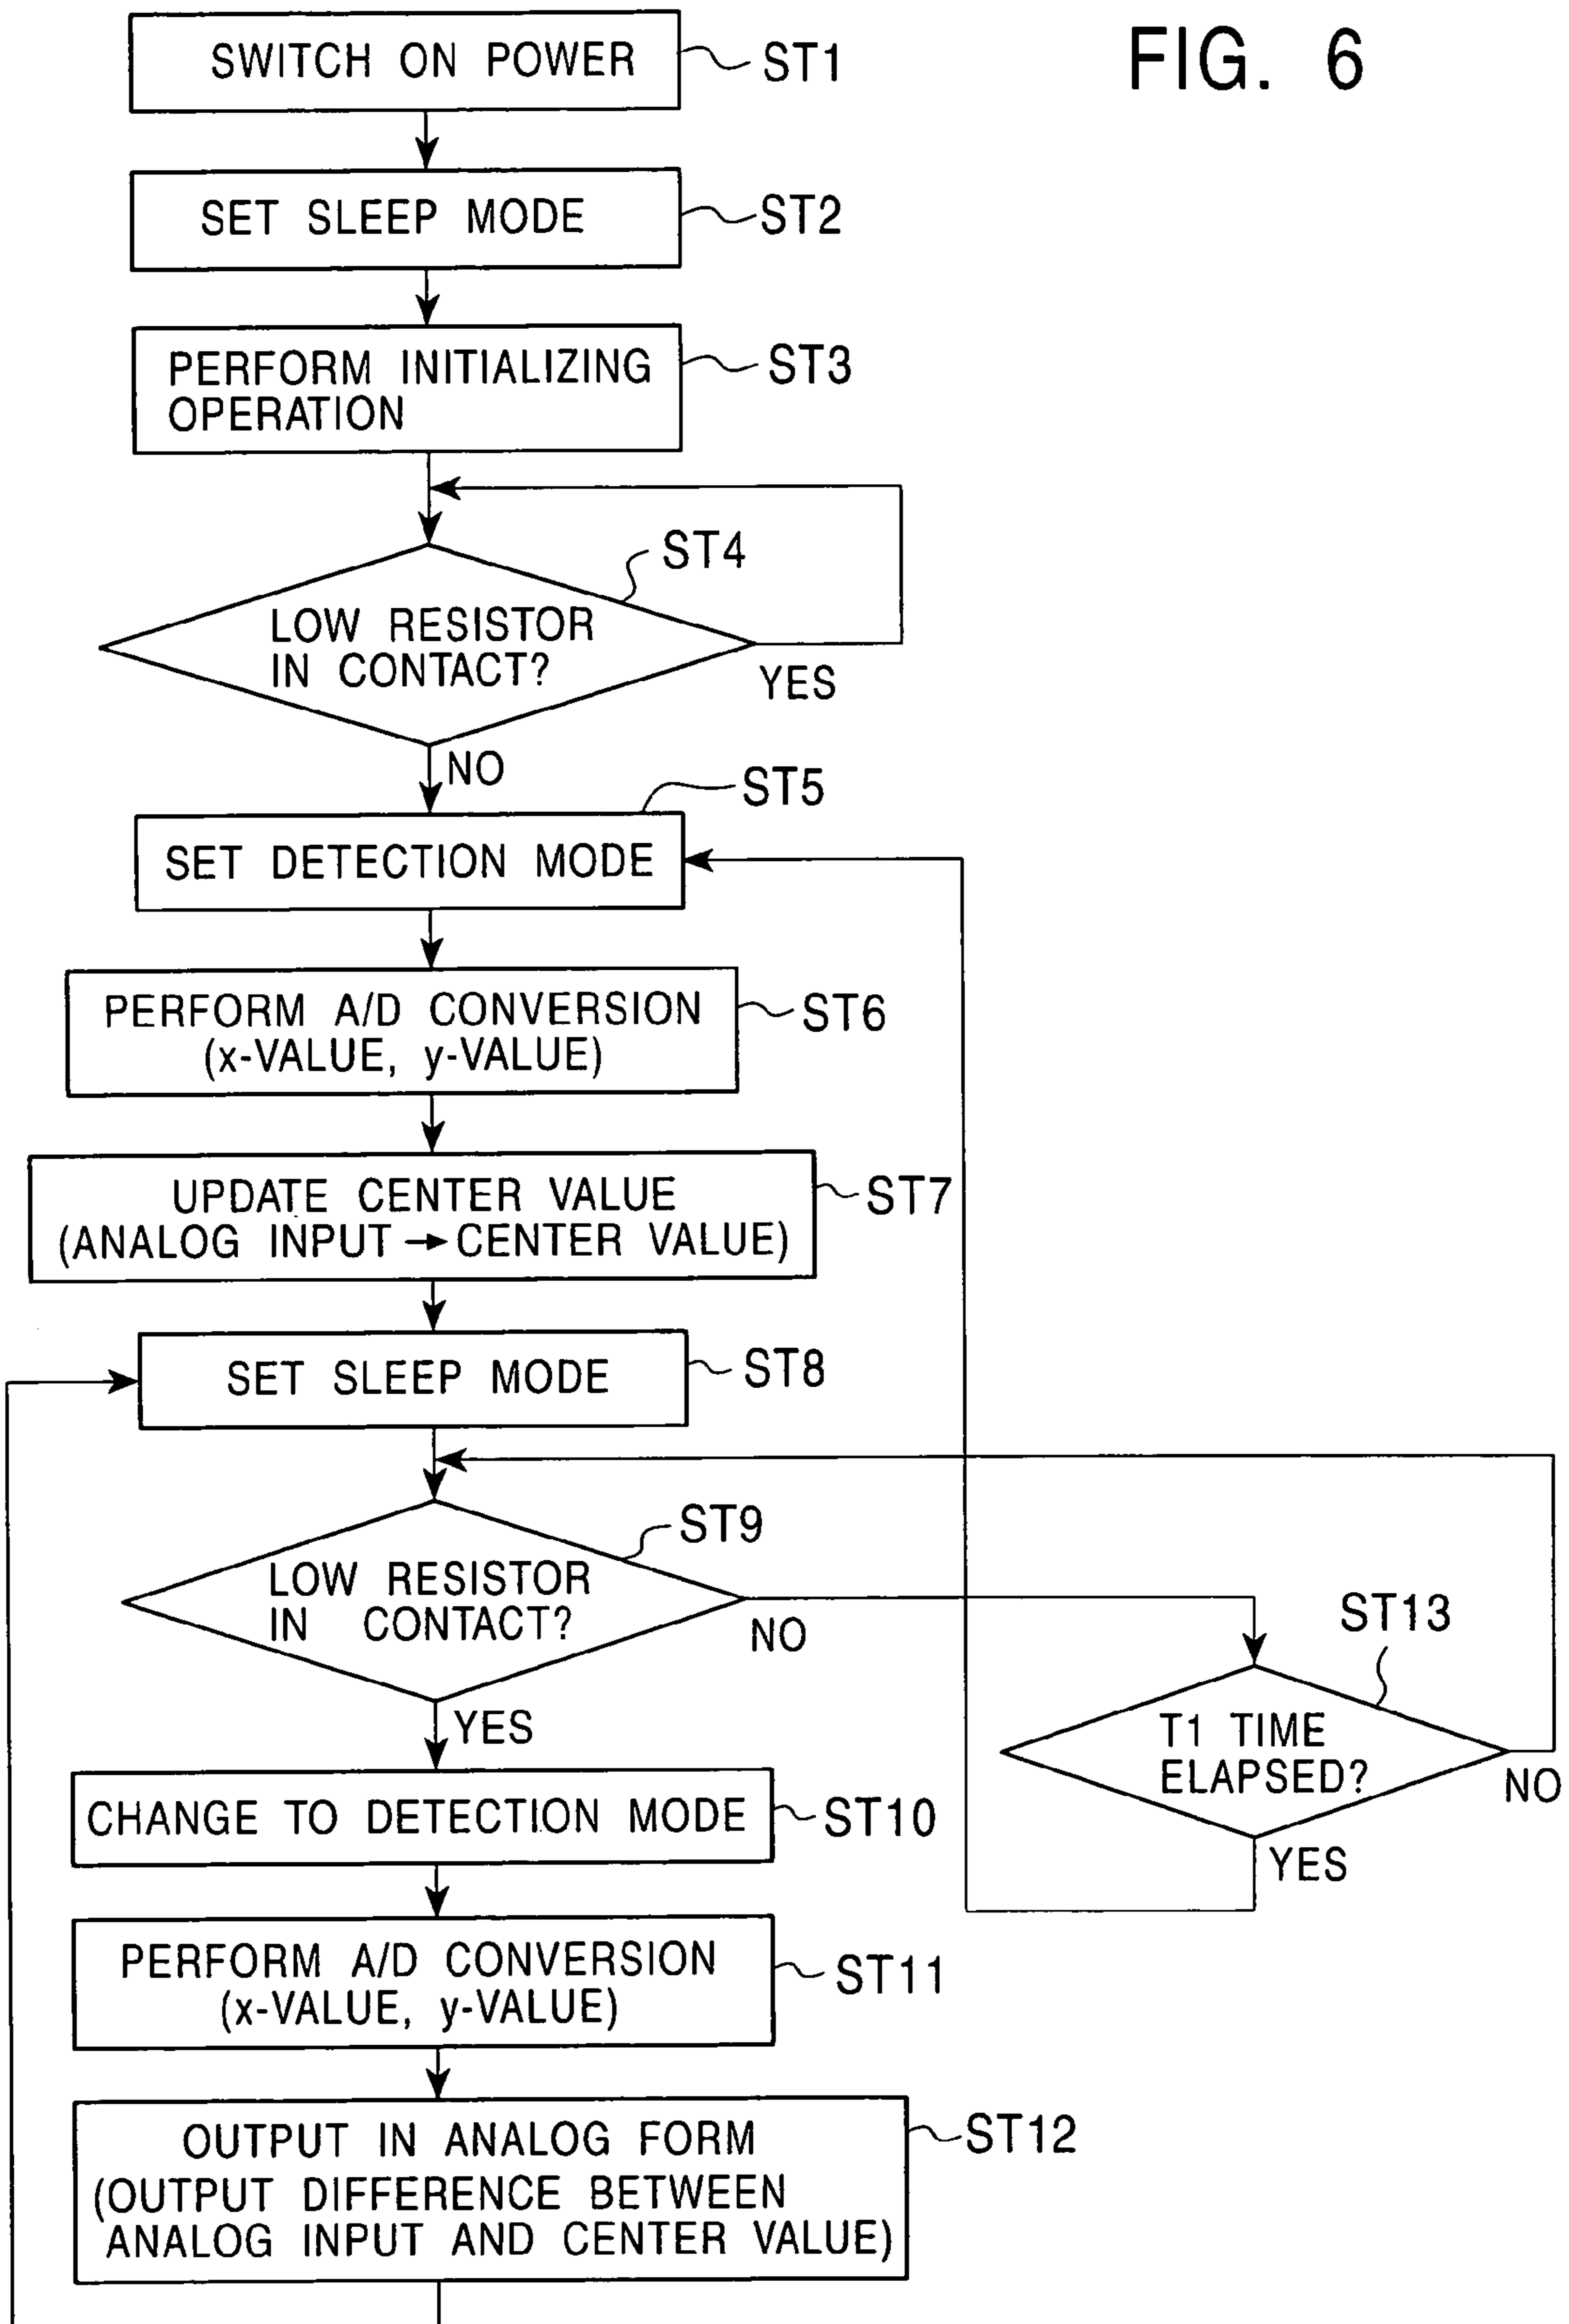 FIG. 6
SWITCH ON POWER
ST1
SET SLEEP MODE
ST2
PERFORM INITIALIZING
OPERATION
ST3
ST4
LOW RESISTOR
IN CONTACT?
YES
NO
ST5
SET DETECTION MODE
PERFORM A/D CONVERSION
(x-VALUE, y-VALUE)
ST6
UPDATE CENTER VALUE
(ANALOG INPUT → CENTER VALUE)
ST7
SET SLEEP MODE
ST8
ST9
LOW RESISTOR
IN CONTACT?
NO
YES
ST13
T1 TIME
ELAPSED?
NO
YES
CHANGE TO DETECTION MODE
ST10
PERFORM A/D CONVERSION
(x-VALUE, y-VALUE)
ST11
OUTPUT IN ANALOG FORM
(OUTPUT DIFFERENCE BETWEEN
ANALOG INPUT AND CENTER VALUE)
ST12